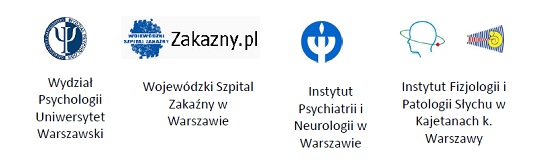 WOJEWÓDZKI
SZPITAL ZAKAŹNY
Zakazny.pl
Wydział
Psychologii
Uniwersytet
Warszawski
Wojewódzki Szpital
Zakaźny w
Warszawie
Instytut
Psychiatrii i
Neurologii w
Warszawie
Instytut Fizjologii i
Patologii Słychu w
Kajetanach k.
Warszawy